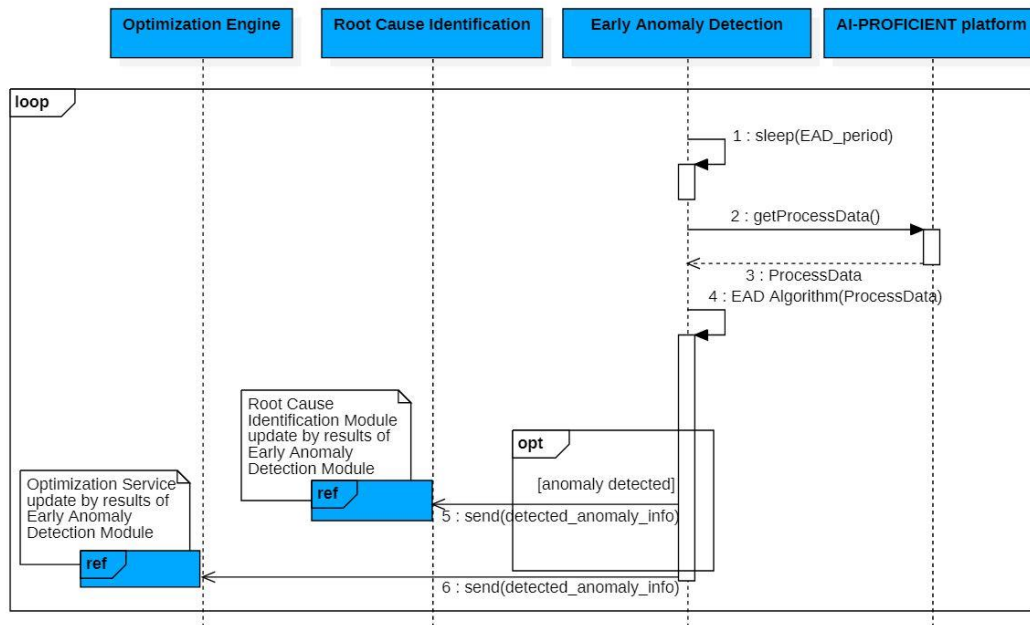 Optimization Engine
Root Cause Identification
Early Anomaly Detection
AI-PROFICIENT platform
loop
1 : sleep(EAD_period)
2 : getProcessData()
3 : ProcessData
4 : EAD Algorithm(ProcessData)
Root Cause
Identification Module
update by results of
Early Anomaly
Detection Module
opt
[anomaly detected]
ref
5 : send(detected_anomaly_info)
Optimization Service
update by results of
Early Anomaly
Detection Module
ref
6 : send(detected_anomaly_info)